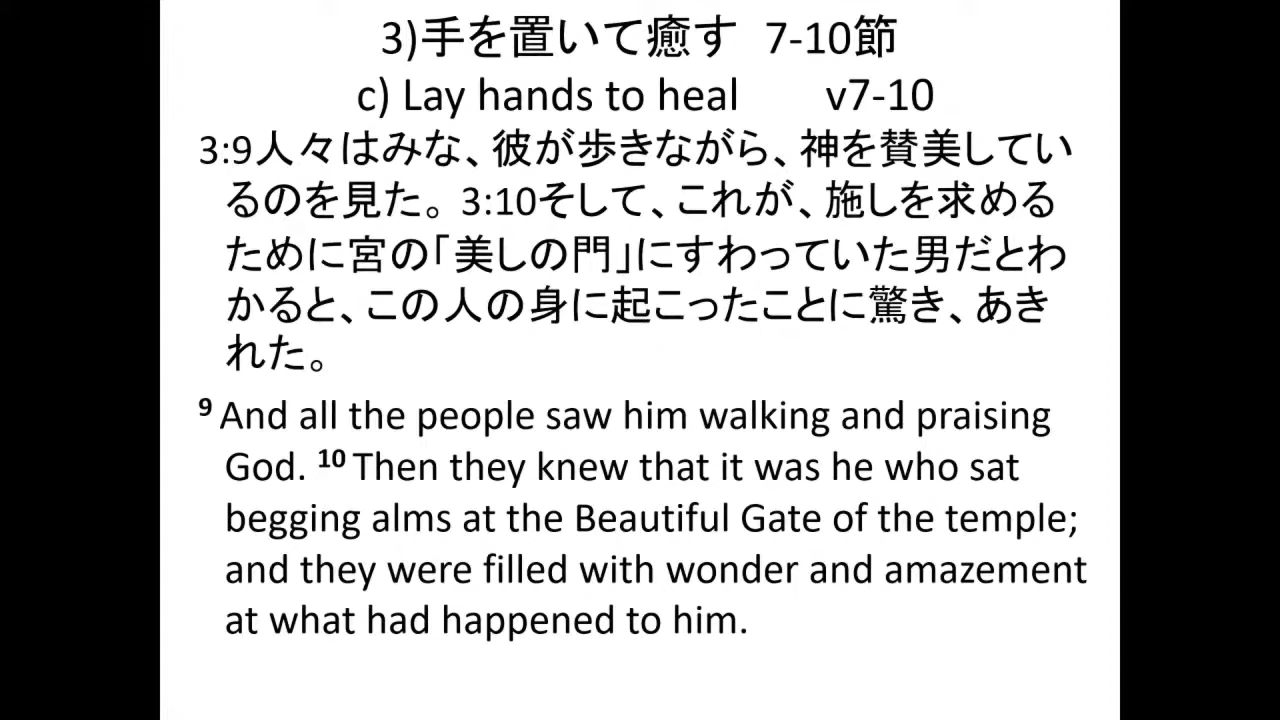 3)手を置いて癒す 7-10節
c) Lay hands to heal v7-10
3:9人々はみな、彼が歩きながら、神を賛美してい
るのを見た。3:10そして、これが、施しを求める
ために宮の「美しの門」にすわっていた男だとわ
かると、この人の身に起こったことに驚き、あき
れた。
9 And all the people saw him walking and praising
God. 10 Then they knew that it was he who sat
begging alms at the Beautiful Gate of the temple;
and they were filled with wonder and amazement
at what had happened to him.